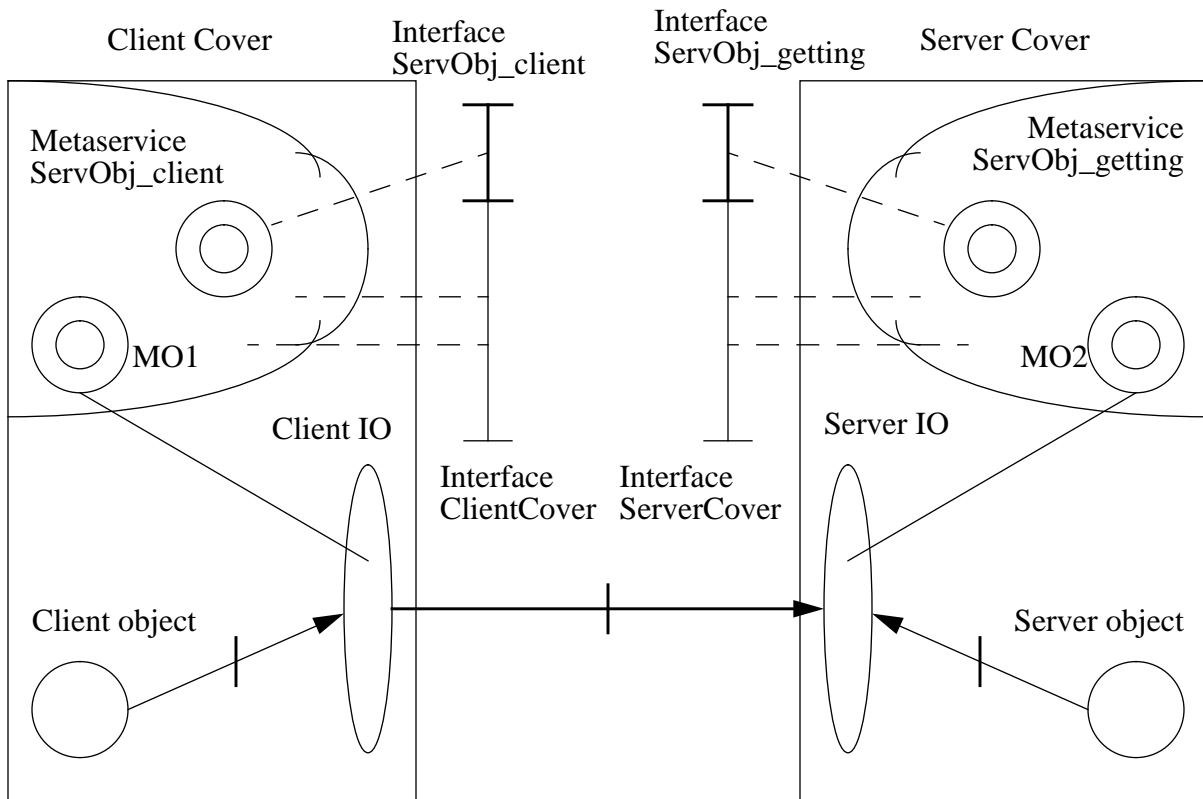 Client Cover
Interface
ServObj_client
Interface
ServObj_getting
Server Cover
Metaservice
ServObj_client
Metaservice
ServObj_getting
MO1
MO2
Client IO
Server IO
Interface
ClientCover
Interface
ServerCover
Client object
Server object